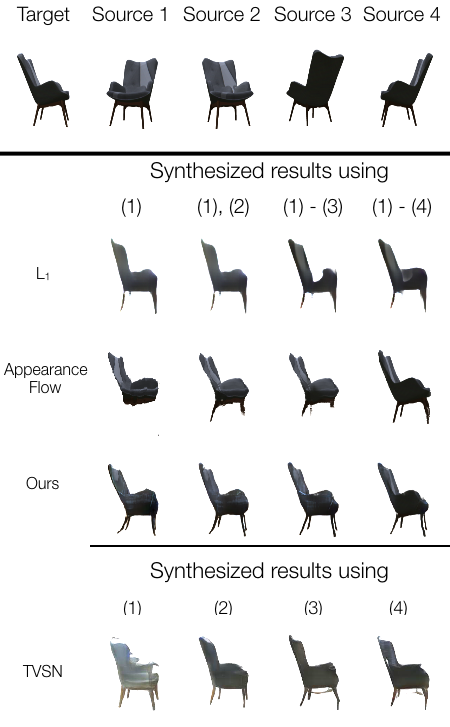 Target Source 1 Source 2 Source 3 Source 4
Synthesized results using
(1) (1), (2) (1) - (3) (1) - (4)
L₁
Appearance
Flow
Ours
Synthesized results using
(1) (2) (3) (4)
TVSN